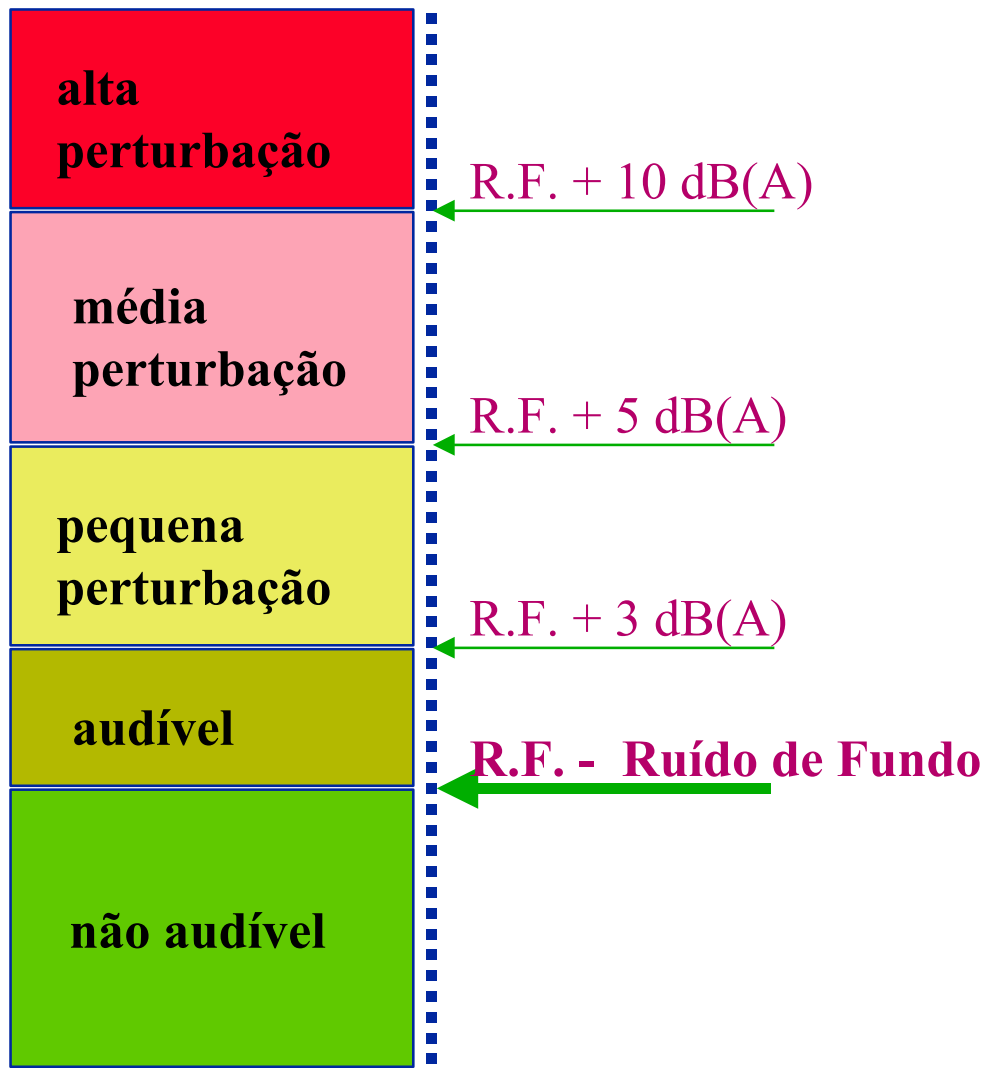 alta
perturbação
R.F. + 10 dB(A)
média
perturbação
R.F. + 5 dB(A)
pequena
perturbação
R.F. + 3 dB(A)
audível
R.F. - Ruído de Fundo
não audível